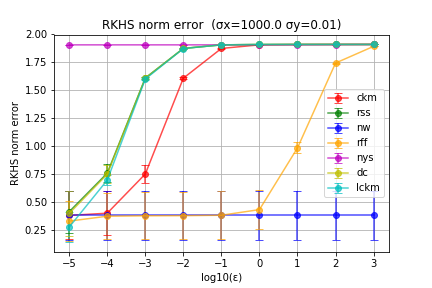 RKHS norm error (σx=1000.0 σy=0.01)
RKHS norm error
2.00
1.75
1.50
1.25
1.00
0.75
0.50
0.25
ckm
rss
nw
rff
nys
dc
lckm
−5 −4 −3 −2 −1 0 1 2 3
log10(ε)